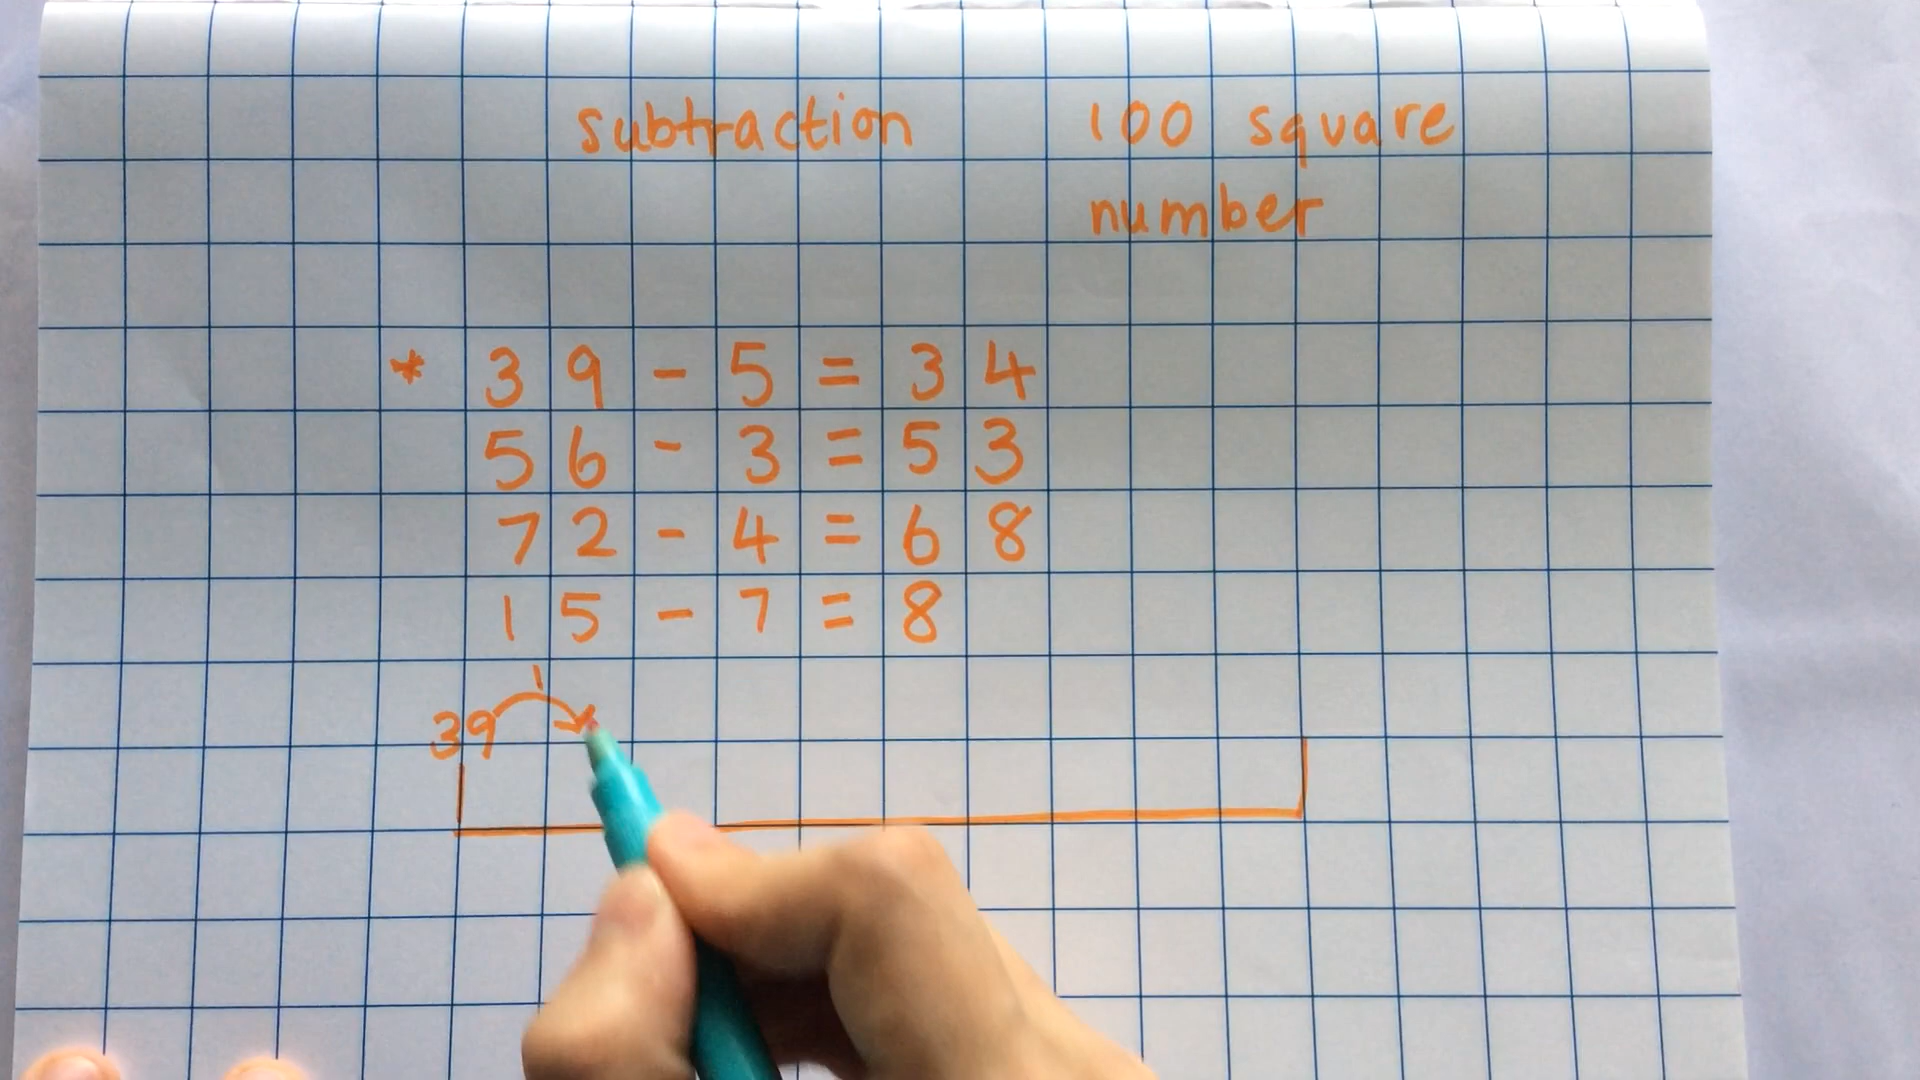 subtraction 100 square
number
* 39 - 5 = 34
56 - 3 = 53
72 - 4 = 68
15 - 7 = 8
1
39